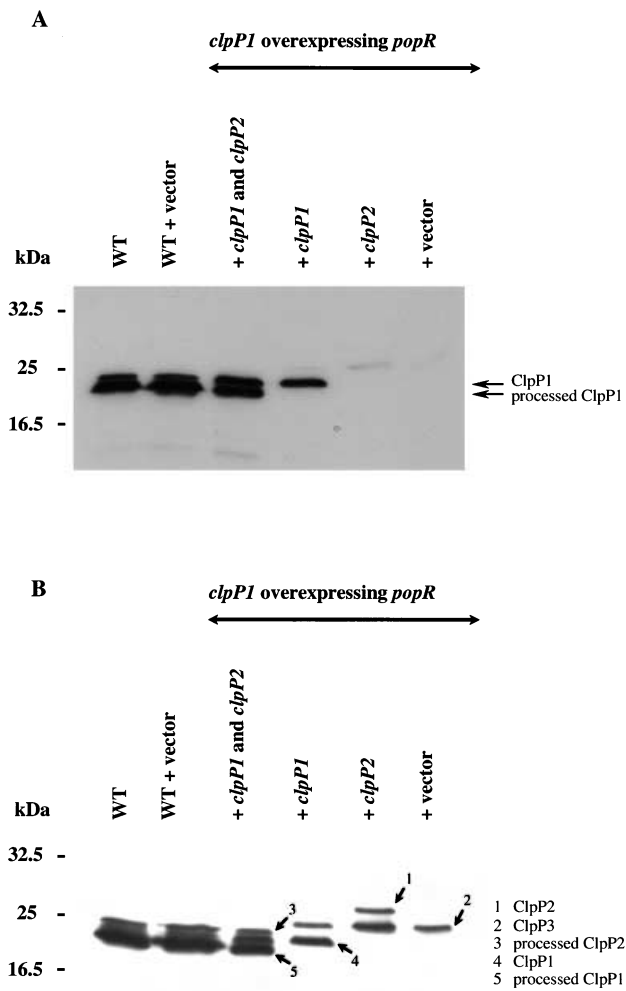 A
clpP1 overexpressing popR
WT
WT + vector
+ clpP1 and clpP2
+ clpP1
+ clpP2
+ vector
kDa
32.5 -
25 -
16.5 -
ClpP1
processed ClpP1
B
clpP1 overexpressing popR
WT
WT + vector
+ clpP1 and clpP2
+ clpP1
+ clpP2
+ vector
kDa
32.5 -
25 -
16.5 -
1
2
3
4
5
1 ClpP2
2 ClpP3
3 processed ClpP2
4 ClpP1
5 processed ClpP1